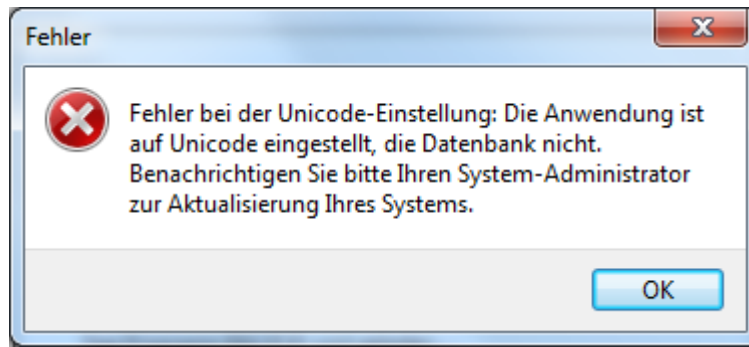 Fehler
Fehler bei der Unicode-Einstellung: Die Anwendung ist
auf Unicode eingestellt, die Datenbank nicht.
Benachrichtigen Sie bitte Ihren System-Administrator
zur Aktualisierung Ihres Systems.
OK